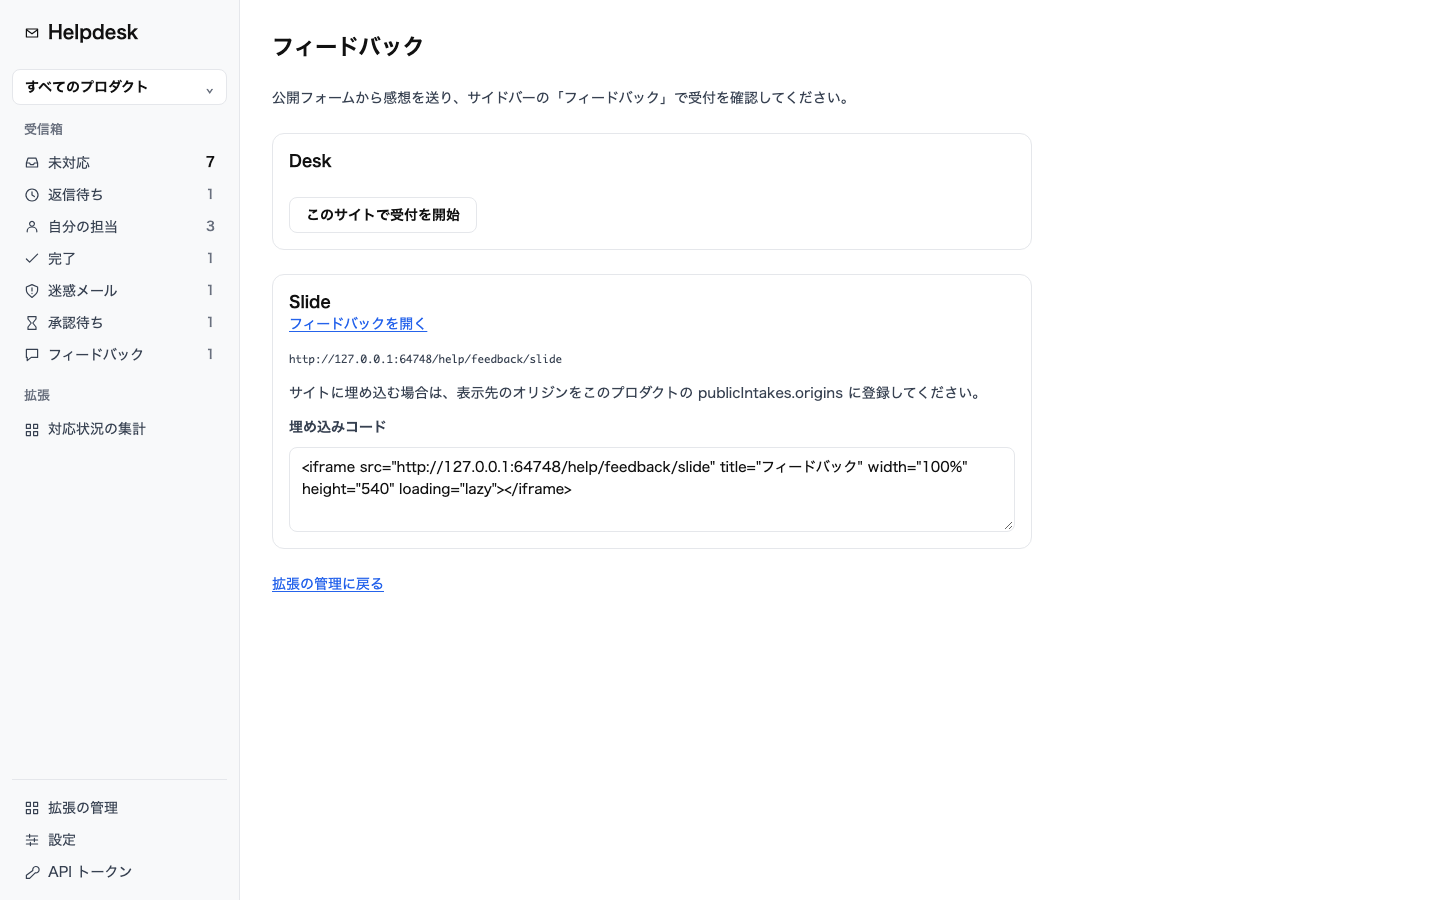 Helpdesk
すべてのプロダクト
受信箱
未対応 7
返信待ち 1
自分の担当 3
完了 1
迷惑メール 1
承認待ち 1
フィードバック 1
拡張
対応状況の集計
拡張の管理
設定
API トークン
フィードバック
公開フォームから感想を送り、サイドバーの「フィードバック」で受付を確認してください。
Desk
このサイトで受付を開始
Slide
フィードバックを開く
http://127.0.0.1:64748/help/feedback/slide
サイトに埋め込む場合は、表示先のオリジンをこのプロダクトの publicIntakes.origins に登録してください。
埋め込みコード
<iframe src="http://127.0.0.1:64748/help/feedback/slide" title="フィードバック" width="100%"
height="540" loading="lazy"></iframe>
拡張の管理に戻る